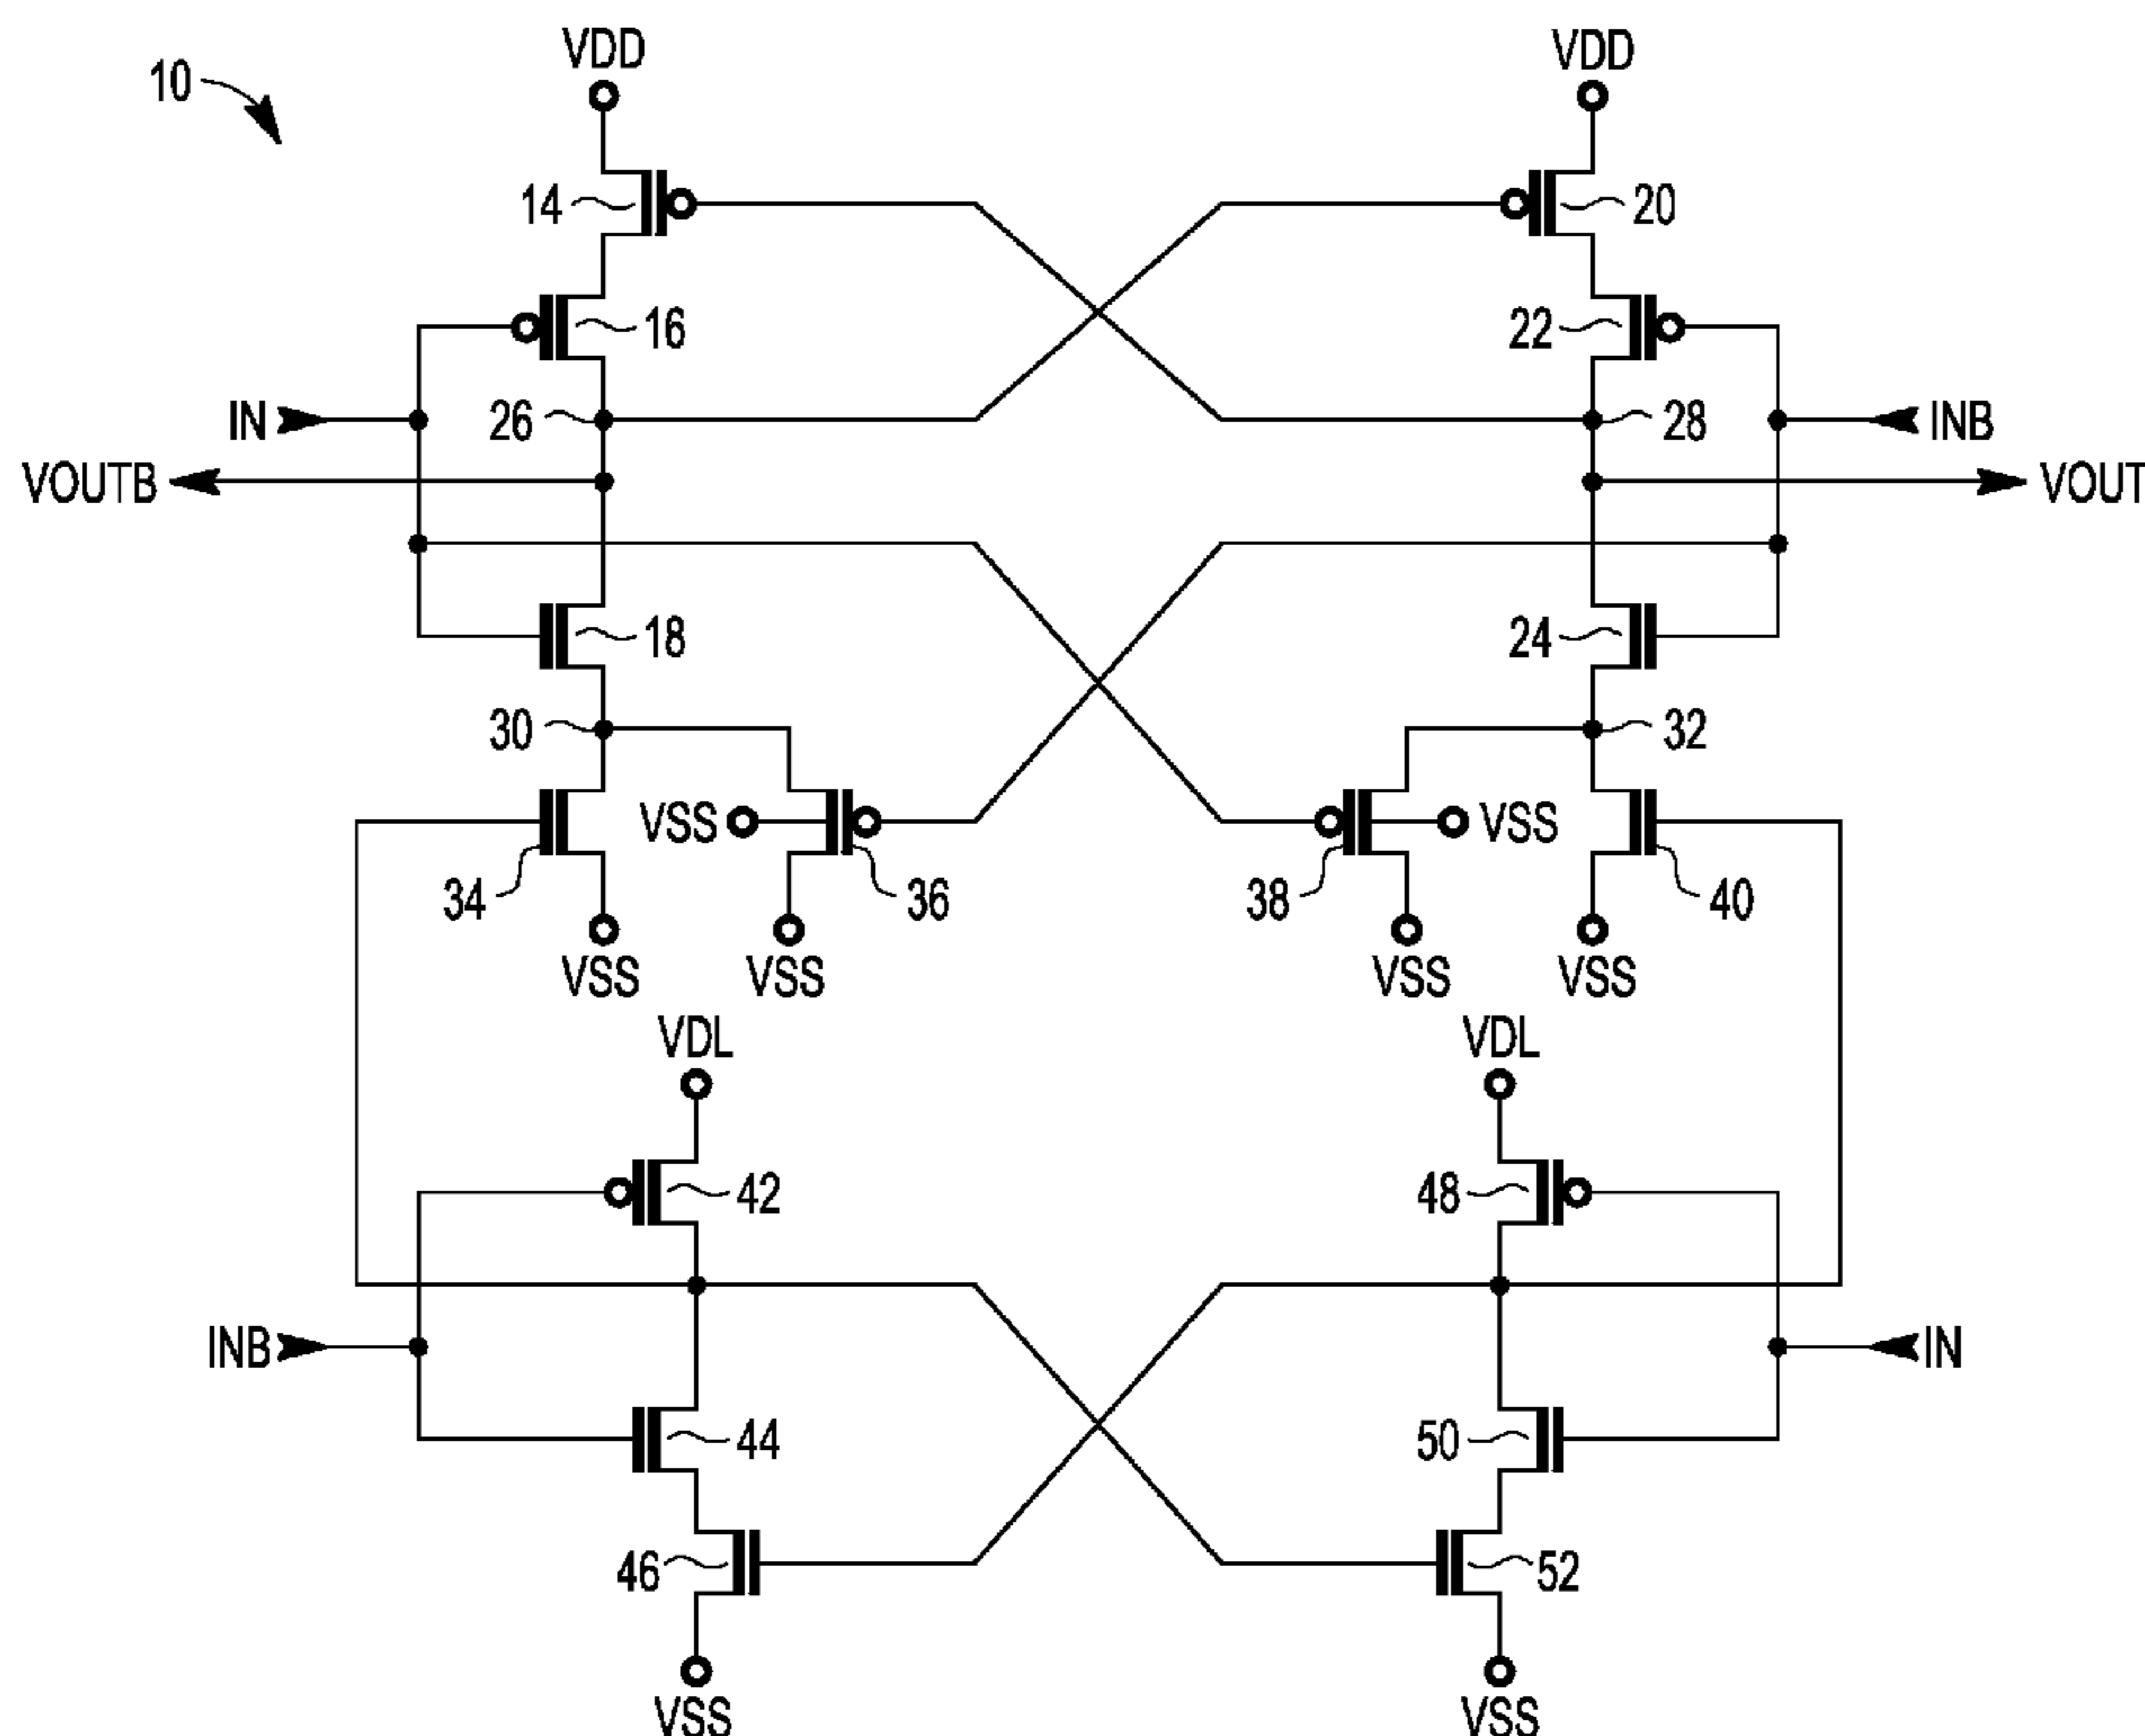 VDD VDD
10
14 20
16 22
IN 26 28 INB
VOUTB VOUT
18 24
30 32
VSS VSS
34 36 38 40
VSS VSS VSS VSS
VDL VDL
42 48
INB IN
44 50
46 52
VSS VSS